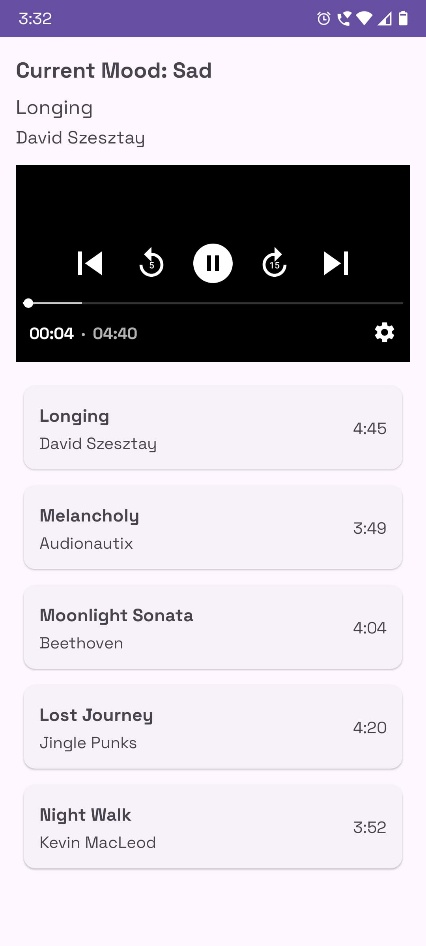 3:32
Current Mood: Sad
Longing
David Szesztay
5
15
00:04 · 04:40
Longing
David Szesztay
4:45
Melancholy
Audionautix
3:49
Moonlight Sonata
Beethoven
4:04
Lost Journey
Jingle Punks
4:20
Night Walk
Kevin MacLeod
3:52